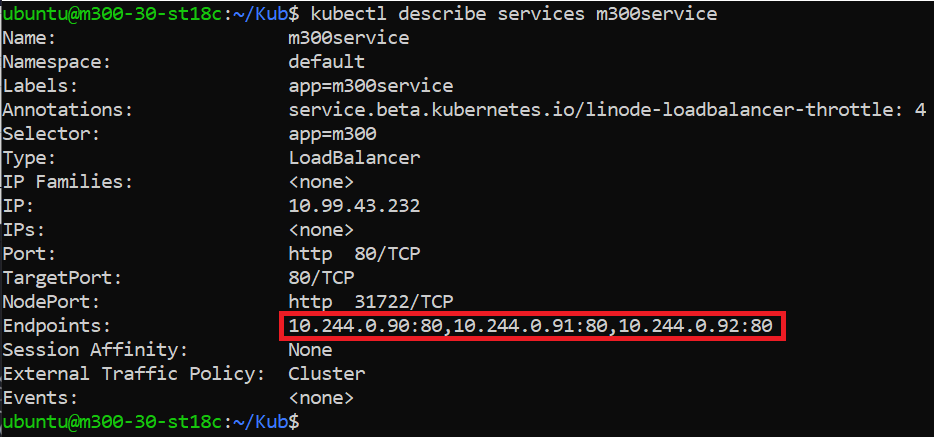 ubuntu@m300-30-st18c:~/Kub$ kubectl describe services m300service
Name:                     m300service
Namespace:                default
Labels:                   app=m300service
Annotations:              service.beta.kubernetes.io/linode-loadbalancer-throttle: 4
Selector:                 app=m300
Type:                     LoadBalancer
IP Families:              <none>
IP:                       10.99.43.232
IPs:                      <none>
Port:                     http  80/TCP
TargetPort:               80/TCP
NodePort:                 http  31722/TCP
Endpoints:                10.244.0.90:80,10.244.0.91:80,10.244.0.92:80
Session Affinity:         None
External Traffic Policy:  Cluster
Events:                   <none>
ubuntu@m300-30-st18c:~/Kub$